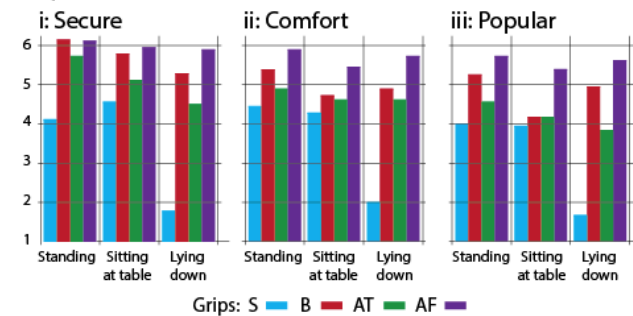 i: Secure
ii: Comfort
iii: Popular
6
5
4
3
2
1
Standing Sitting at table Lying down
Standing Sitting at table Lying down
Standing Sitting at table Lying down
Grips: S B AT AF